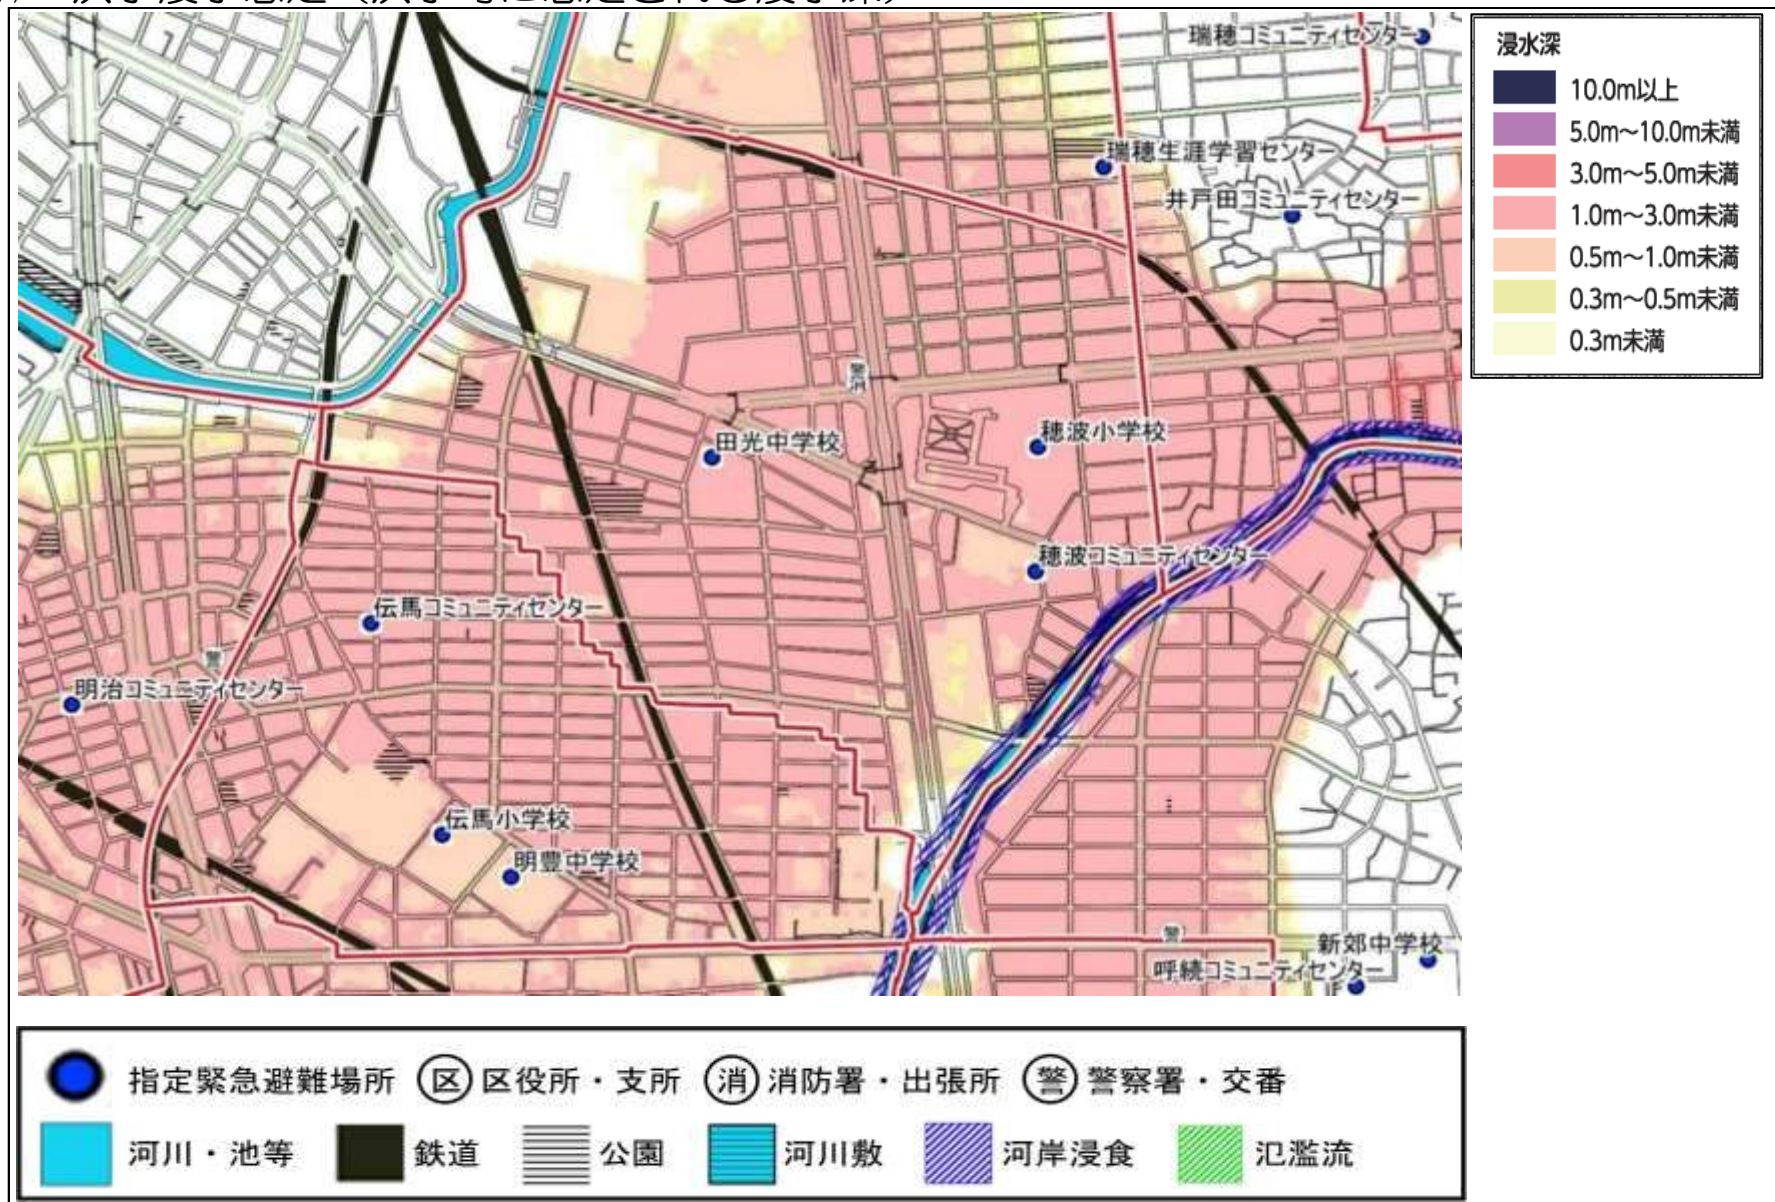 瑞穂コミュニティセンター
瑞穂生涯学習センター
井戸田コミュニティセンター
警
消
田光中学校
穂波小学校
穂波コミュニティセンター
伝馬コミュニティセンター
警
明治コミュニティセンター
伝馬小学校
明豊中学校
警
新郊中学校
呼続コミュニティセンター
浸水深
10.0m以上
5.0m～10.0m未満
3.0m～5.0m未満
1.0m～3.0m未満
0.5m～1.0m未満
0.3m～0.5m未満
0.3m未満
指定緊急避難場所 区 区役所・支所 消 消防署・出張所 警 警察署・交番
河川・池等 鉄道 公園 河川敷 河岸浸食 氾濫流